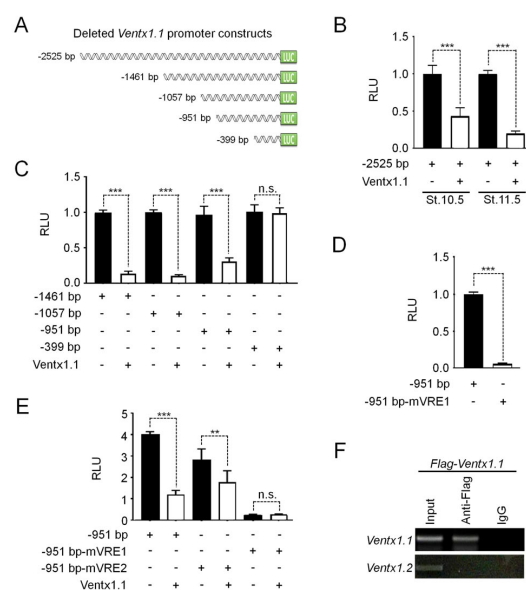 A
Deleted Ventx1.1 promoter constructs
-2525 bp LUC
-1461 bp LUC
-1057 bp LUC
-951 bp LUC
-399 bp LUC
B
RLU
1.5
1.0
0.5
0.0
*** ***
-2525 bp + + + +
Ventx1.1 - + - +
St.10.5 St.11.5
C
RLU
1.5
1.0
0.5
0.0
*** *** *** n.s.
-1461 bp + + - - - - - -
-1057 bp - - + + - - - -
-951 bp - - - - + + - -
-399 bp - - - - - - + +
Ventx1.1 - + - + - + - +
D
RLU
1.5
1.0
0.5
0.0
***
-951 bp + -
-951 bp-mVRE1 - +
E
RLU
5
4
3
2
1
0
*** ** n.s.
-951 bp + + - - - -
-951 bp-mVRE1 - - - - + +
-951 bp-mVRE2 - - + + - -
Ventx1.1 - + - + - +
F
Flag-Ventx1.1
Input Anti-Flag IgG
Ventx1.1
Ventx1.2